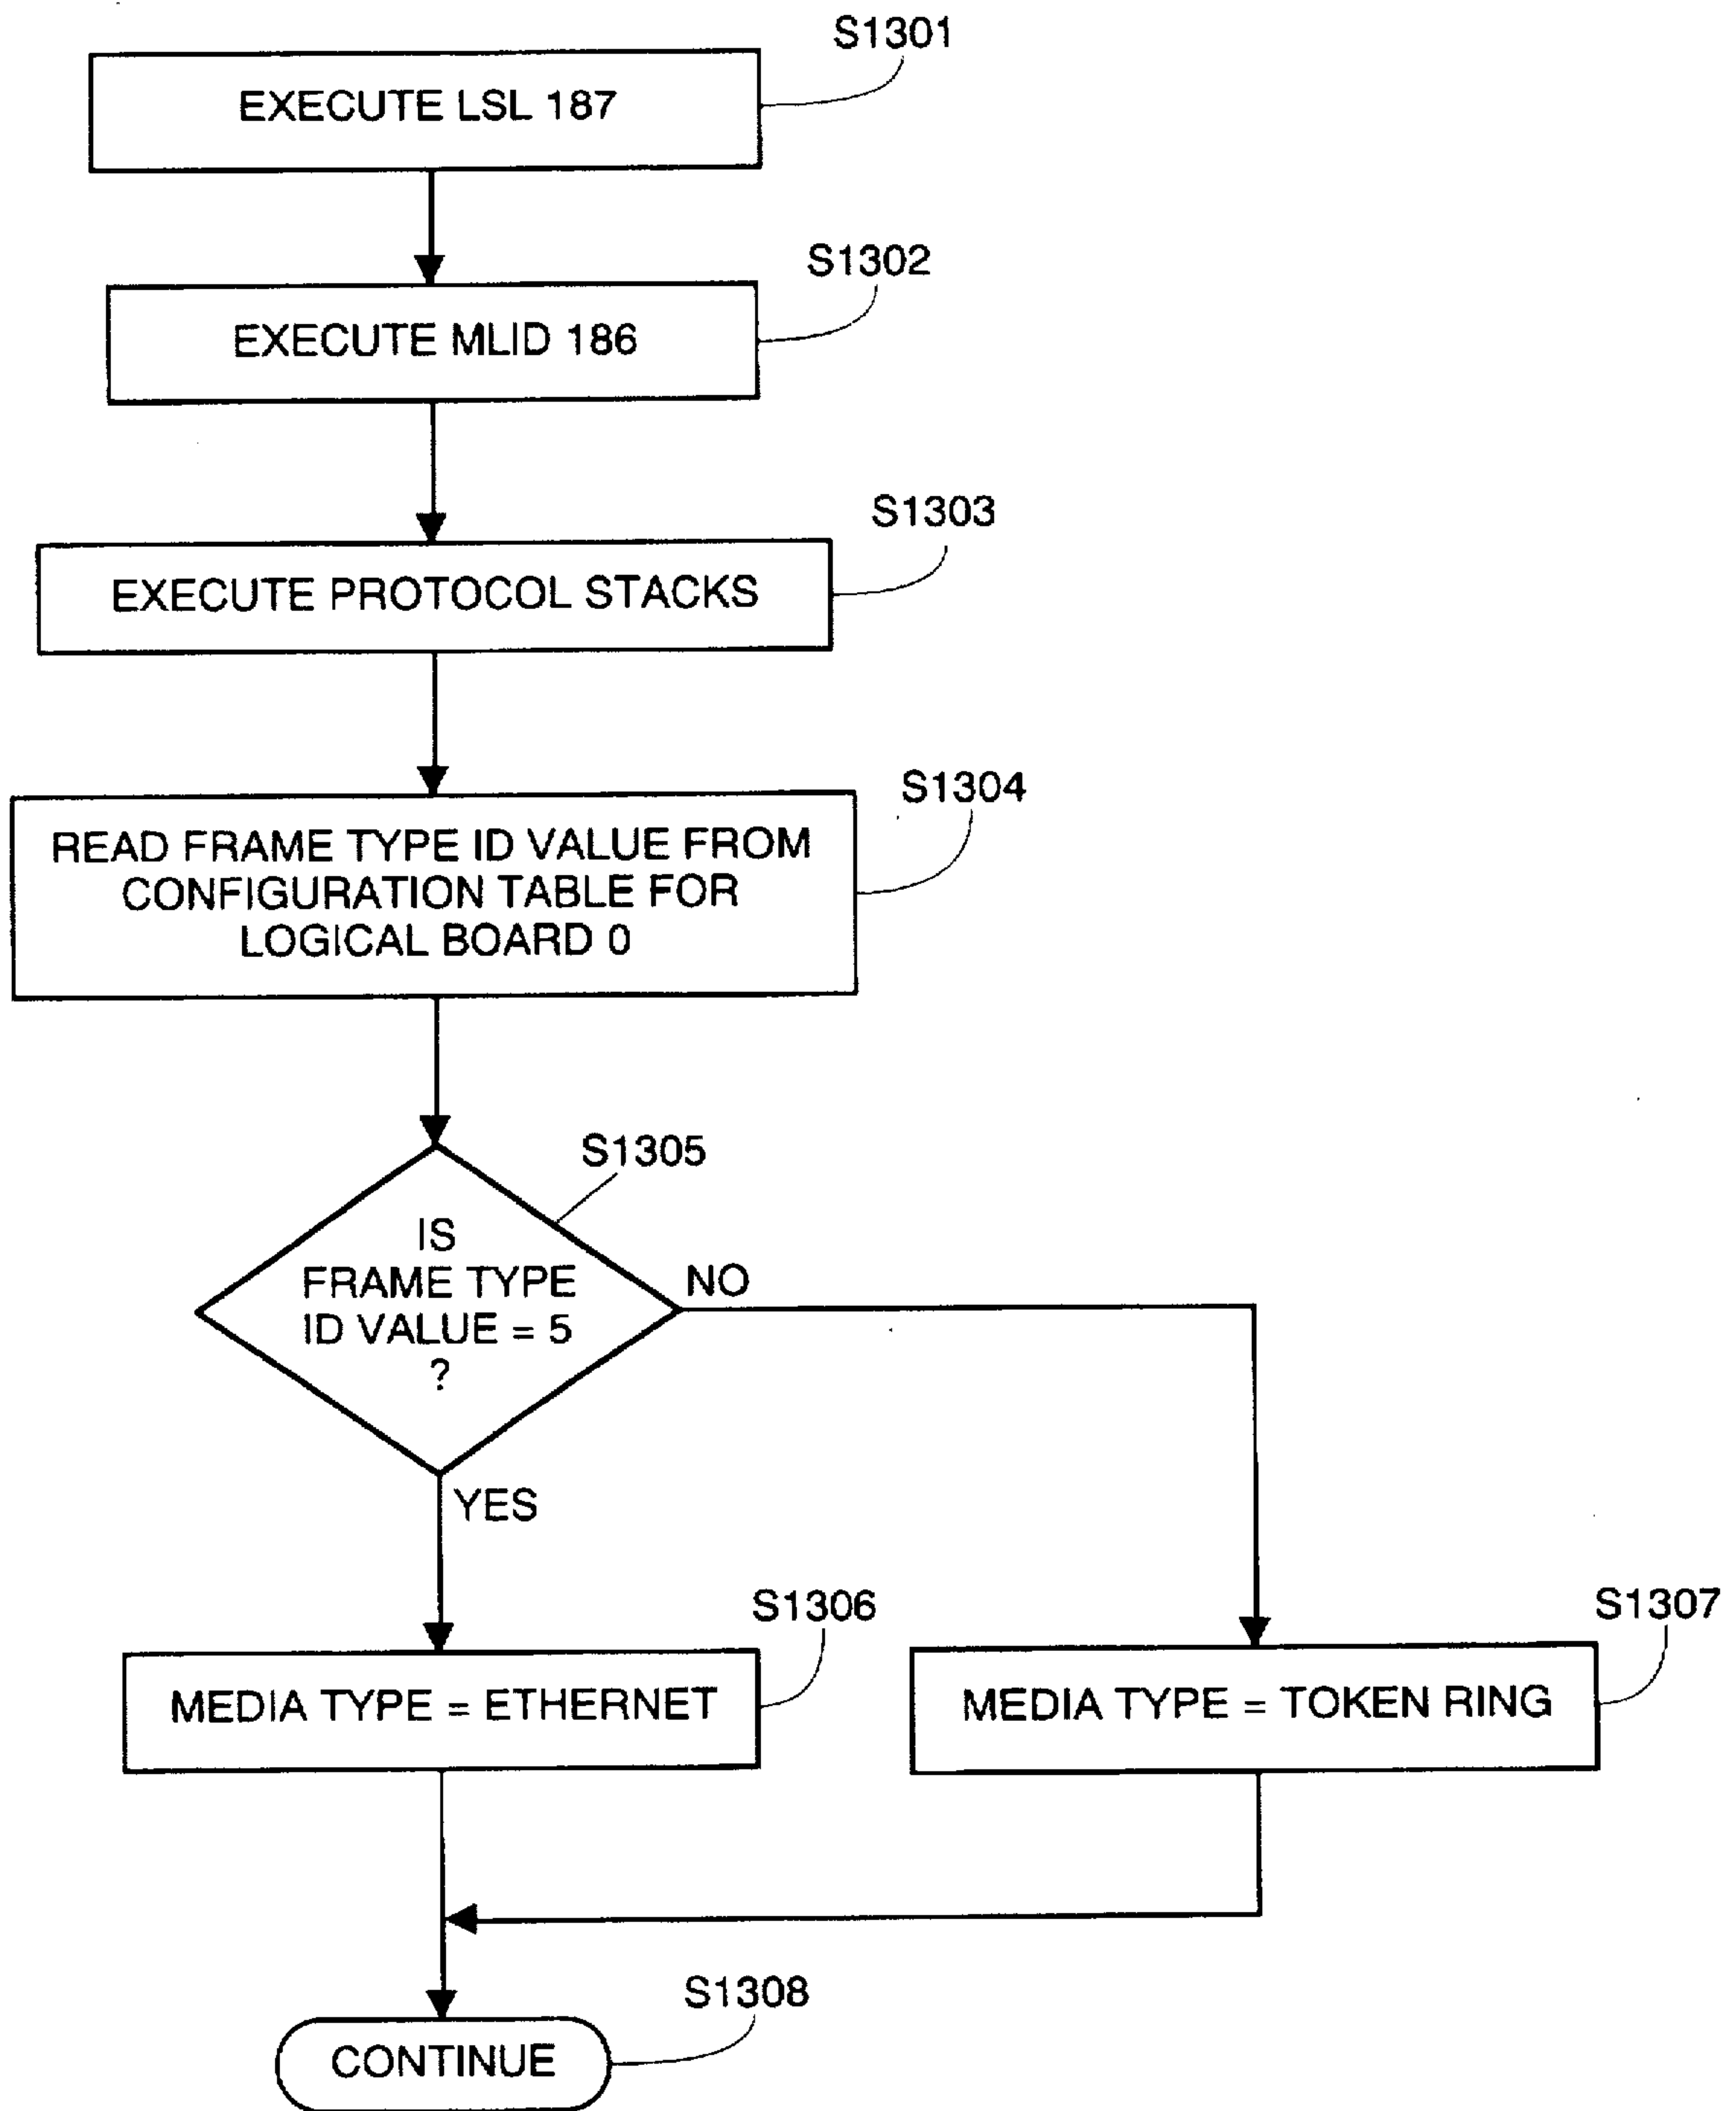 S1301
EXECUTE LSL 187
S1302
EXECUTE MLID 186
S1303
EXECUTE PROTOCOL STACKS
S1304
READ FRAME TYPE ID VALUE FROM
CONFIGURATION TABLE FOR
LOGICAL BOARD 0
S1305
IS
FRAME TYPE
ID VALUE = 5
?
NO
YES
S1306
MEDIA TYPE = ETHERNET
S1307
MEDIA TYPE = TOKEN RING
S1308
CONTINUE